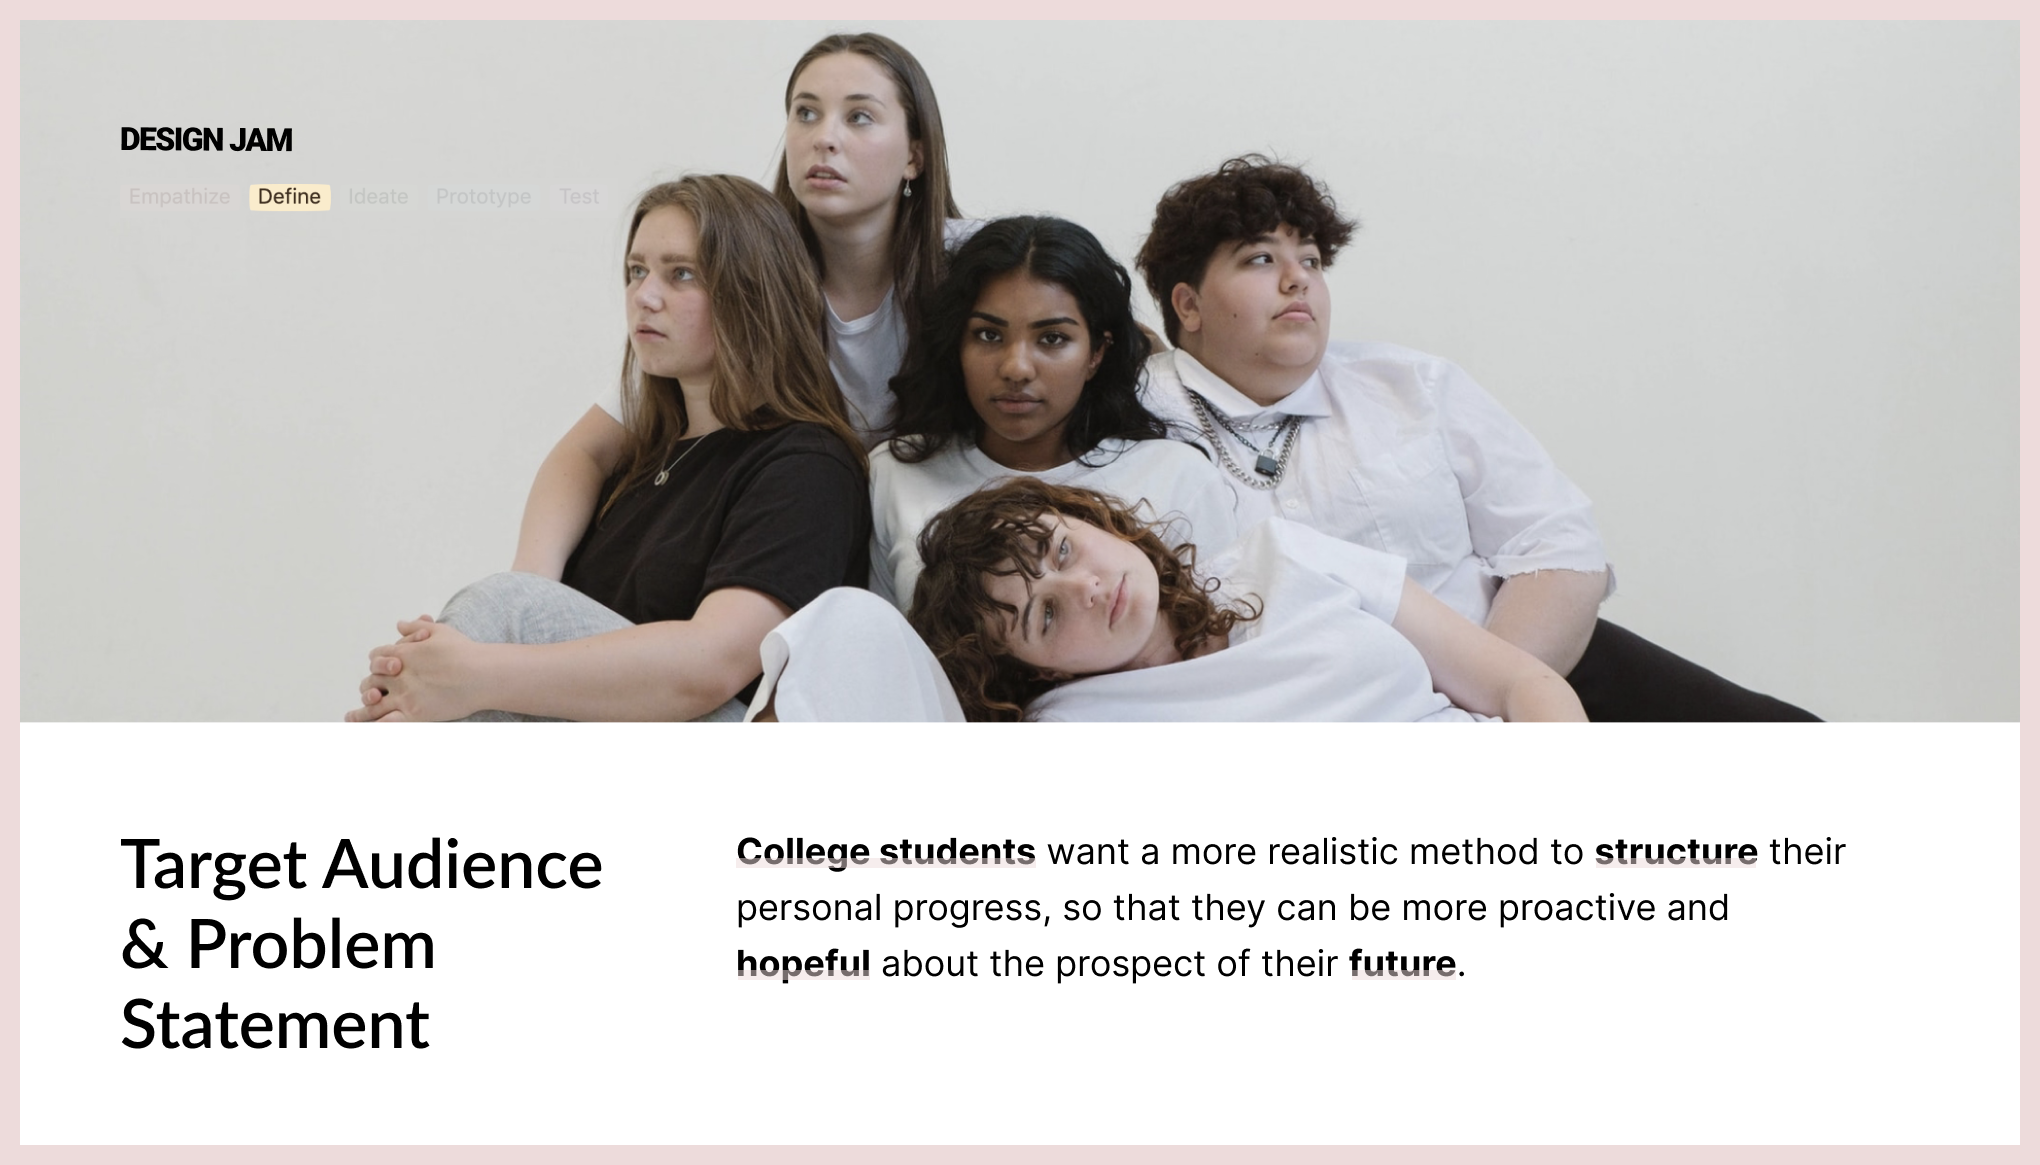 DESIGN JAM
Empathize Define Ideate Prototype Test
Target Audience
& Problem
Statement
College students want a more realistic method to structure their
personal progress, so that they can be more proactive and
hopeful about the prospect of their future.